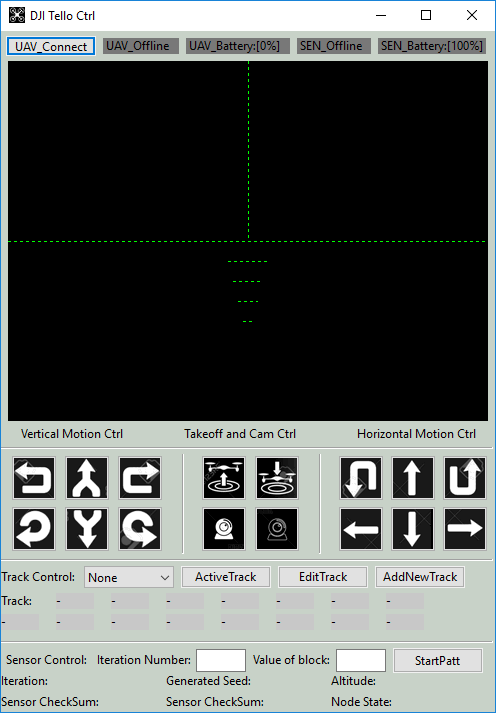 DJI Tello Ctrl
UAV_Connect UAV_Offline UAV_Battery:[0%] SEN_Offline SEN_Battery:[100%]
Vertical Motion Ctrl Takeoff and Cam Ctrl Horizontal Motion Ctrl
Track Control: None ActiveTrack EditTrack AddNewTrack
Track: - - - - - - -
- - - - - - - -
Sensor Control: Iteration Number: Value of block: StartPatt
Iteration: Generated Seed: Altitude:
Sensor CheckSum: Sensor CheckSum: Node State: